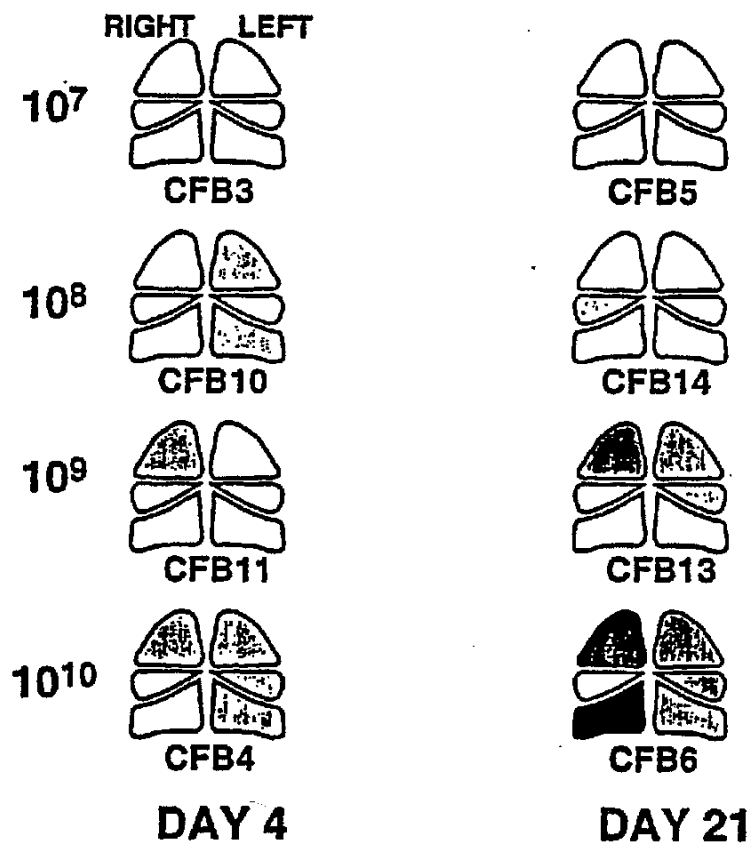 RIGHT LEFT
10⁷
CFB3 CFB5
10⁸
CFB10 CFB14
10⁹
CFB11 CFB13
10¹⁰
CFB4 CFB6
DAY 4 DAY 21